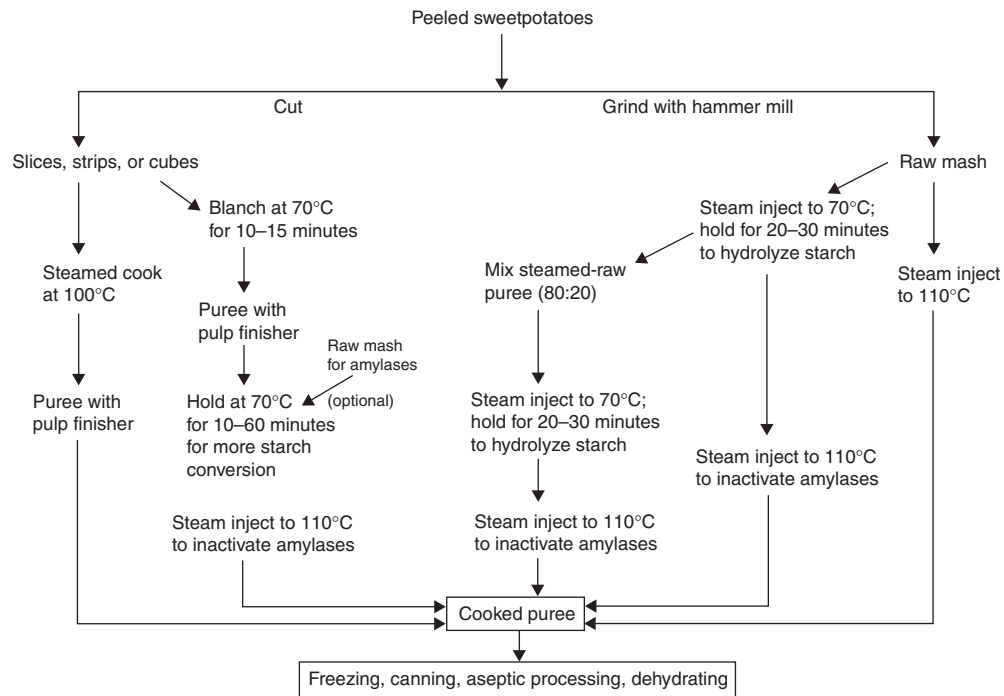 Peeled sweetpotatoes
Cut
Grind with hammer mill
Slices, strips, or cubes
Raw mash
Blanch at 70°C
for 10–15 minutes
Steam inject to 70°C;
hold for 20–30 minutes
to hydrolyze starch
Steamed cook
at 100°C
Mix steamed-raw
puree (80:20)
Steam inject
to 110°C
Puree with
pulp finisher
Raw mash
for amylases
(optional)
Puree with
pulp finisher
Hold at 70°C
for 10–60 minutes
for more starch
conversion
Steam inject to 70°C;
hold for 20–30 minutes
to hydrolyze starch
Steam inject to 110°C
to inactivate amylases
Steam inject to 110°C
to inactivate amylases
Steam inject to 110°C
to inactivate amylases
Cooked puree
Freezing, canning, aseptic processing, dehydrating